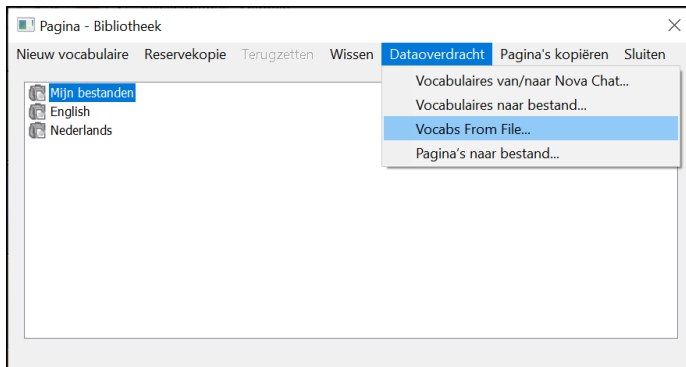 Pagina - Bibliotheek
Nieuw vocabulaire Reservekopie Terugzetten Wissen Dataoverdracht Pagina's kopiëren Sluiten
Mijn bestanden
English
Nederlands
Vocabulaires van/naar Nova Chat...
Vocabulaires naar bestand...
Vocabs From File...
Pagina's naar bestand...